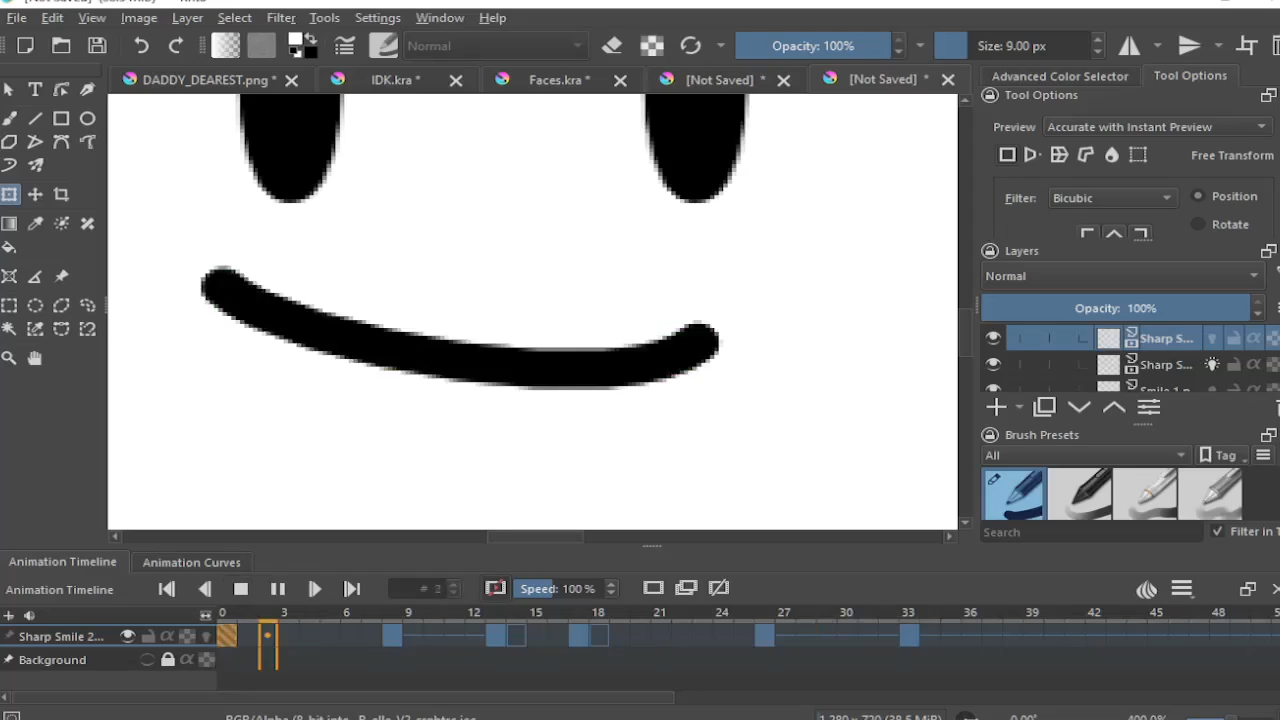 File Edit View Image Layer Select Filter Tools Settings Window Help
Normal Opacity: 100% Size: 9.00 px
DADDY_DEAREST.png * IDK.kra * Faces.kra * [Not Saved] * [Not Saved] *
Advanced Color Selector Tool Options
Tool Options
Preview Accurate with Instant Preview
Free Transform
Filter: Bicubic Position
Rotate
Layers
Normal
Opacity: 100%
Sharp S...
Sharp S...
Brush Presets
All Tag
Search Filter in T
Animation Timeline Animation Curves
Animation Timeline # 2 Speed: 100 %
0 3 6 9 12 15 18 21 24 27 30 33 36 39 42 45 48
Sharp Smile 2...
Background